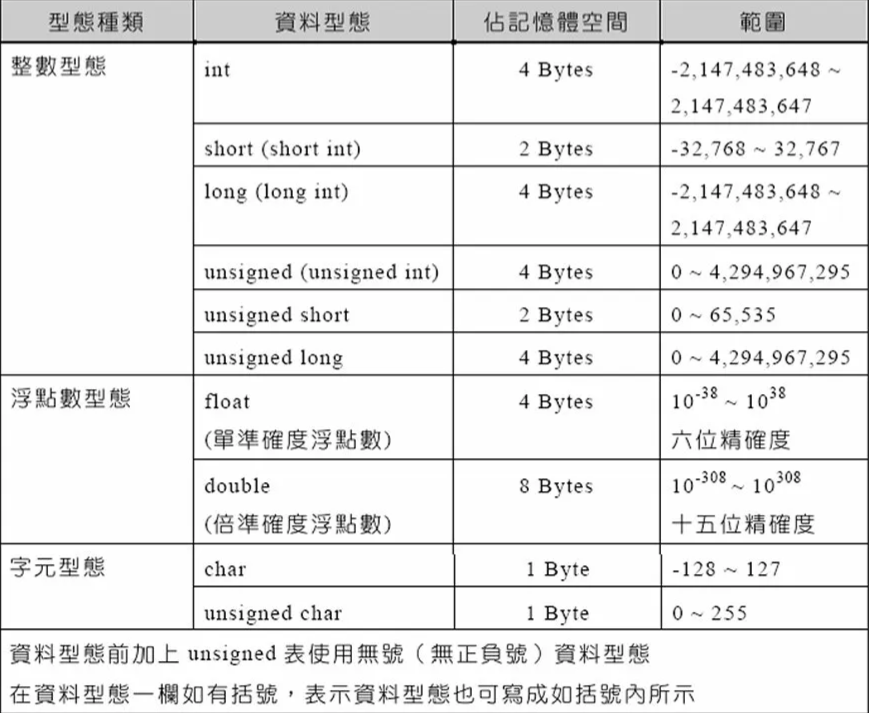 型態種類 資料型態 佔記憶體空間 範圍
整數型態 int 4 Bytes -2,147,483,648 ~
2,147,483,647
short (short int) 2 Bytes -32,768 ~ 32,767
long (long int) 4 Bytes -2,147,483,648 ~
2,147,483,647
unsigned (unsigned int) 4 Bytes 0 ~ 4,294,967,295
unsigned short 2 Bytes 0 ~ 65,535
unsigned long 4 Bytes 0 ~ 4,294,967,295
浮點數型態 float 4 Bytes 10⁻³⁸ ~ 10³⁸
(單準確度浮點數) 六位精確度
double 8 Bytes 10⁻³⁰⁸ ~ 10³⁰⁸
(倍準確度浮點數) 十五位精確度
字元型態 char 1 Byte -128 ~ 127
unsigned char 1 Byte 0 ~ 255
資料型態前加上 unsigned 表使用無號（無正負號）資料型態
在資料型態一欄如有括號，表示資料型態也可寫成如括號內所示